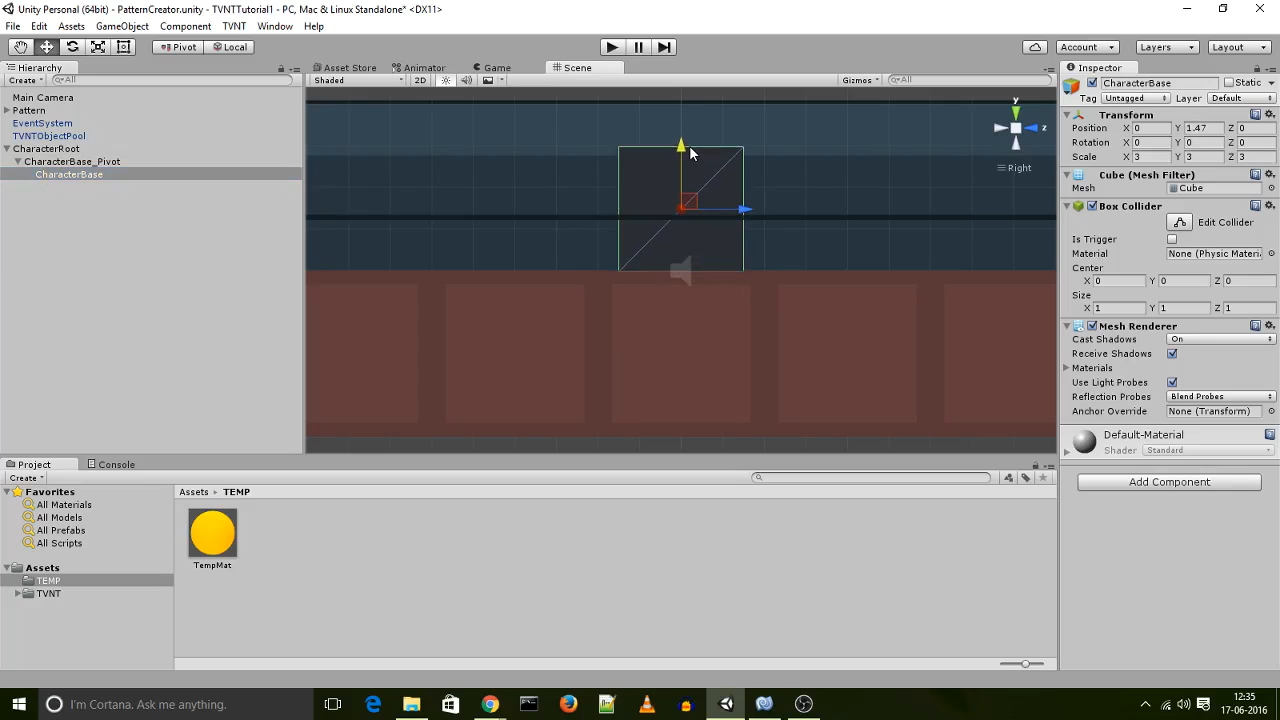 Unity Personal (64bit) - PatternCreator.unity - TVNTTutorial1 - PC, Mac & Linux Standalone* <DX11>
File Edit Assets GameObject Component TVNT Window Help
Pivot Local Account Layers Layout
Hierarchy Asset Store Animator Game Scene Inspector
Create All Shaded 2D Gizmos All CharacterBase Static
Main Camera Tag Untagged Layer Default
Pattern y Transform
EventSystem z Position X 0 Y 1.47 Z 0
TVNTObjectPool Rotation X 0 Y 0 Z 0
CharacterRoot Scale X 3 Y 3 Z 3
CharacterBase_Pivot Right
CharacterBase Cube (Mesh Filter)
Mesh Cube
Box Collider
Edit Collider
Is Trigger
Material None (Physic Materi
Center
X 0 Y 0 Z 0
Size
X 1 Y 1 Z 1
Mesh Renderer
Cast Shadows On
Receive Shadows
Materials
Use Light Probes
Reflection Probes Blend Probes
Anchor Override None (Transform)
Default-Material
Shader Standard
Add Component
Project Console
Create
Favorites Assets TEMP
All Materials
All Models
All Prefabs
All Scripts
TempMat
Assets
TEMP
TVNT
I'm Cortana. Ask me anything.
12:35
17-06-2016